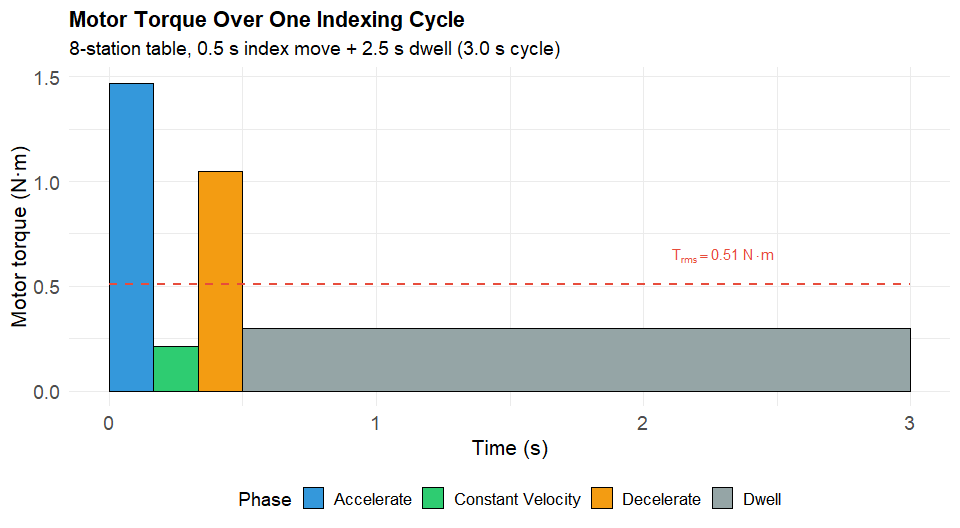 Motor Torque Over One Indexing Cycle
8-station table, 0.5 s index move + 2.5 s dwell (3.0 s cycle)
Motor torque (N·m)
1.5
1.0
0.5
0.0
T_rms = 0.51 N·m
0 1 2 3
Time (s)
Phase Accelerate Constant Velocity Decelerate Dwell